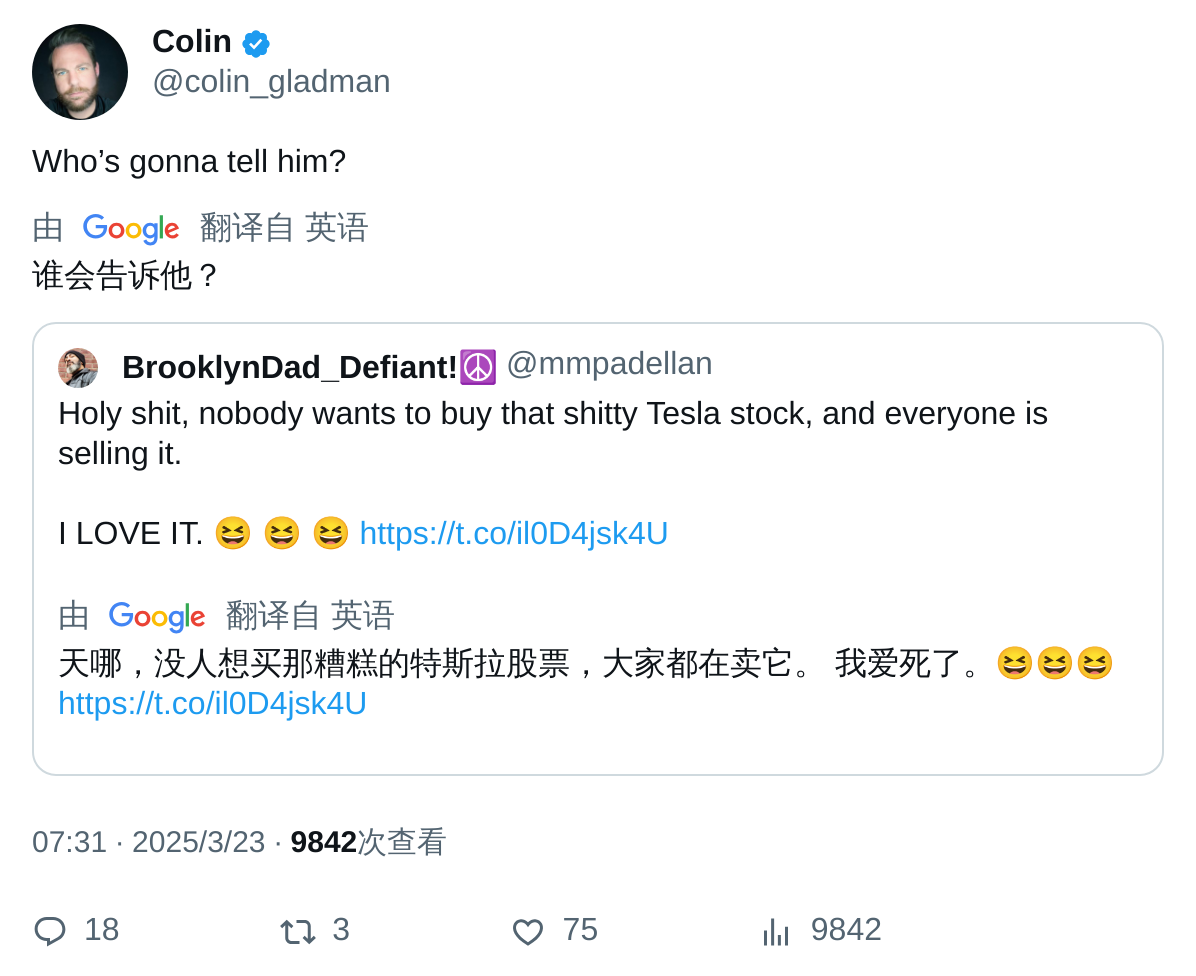 Colin
@colin_gladman
Who’s gonna tell him?
由 Google 翻译自 英语
谁会告诉他？
BrooklynDad_Defiant!☮️ @mmpadellan
Holy shit, nobody wants to buy that shitty Tesla stock, and everyone is
selling it.
I LOVE IT. 😆 😆 😆 https://t.co/il0D4jsk4U
由 Google 翻译自 英语
天哪，没人想买那糟糕的特斯拉股票，大家都在卖它。 我爱死了。😆😆😆
https://t.co/il0D4jsk4U
07:31 · 2025/3/23 · 9842次查看
18 3 75 9842